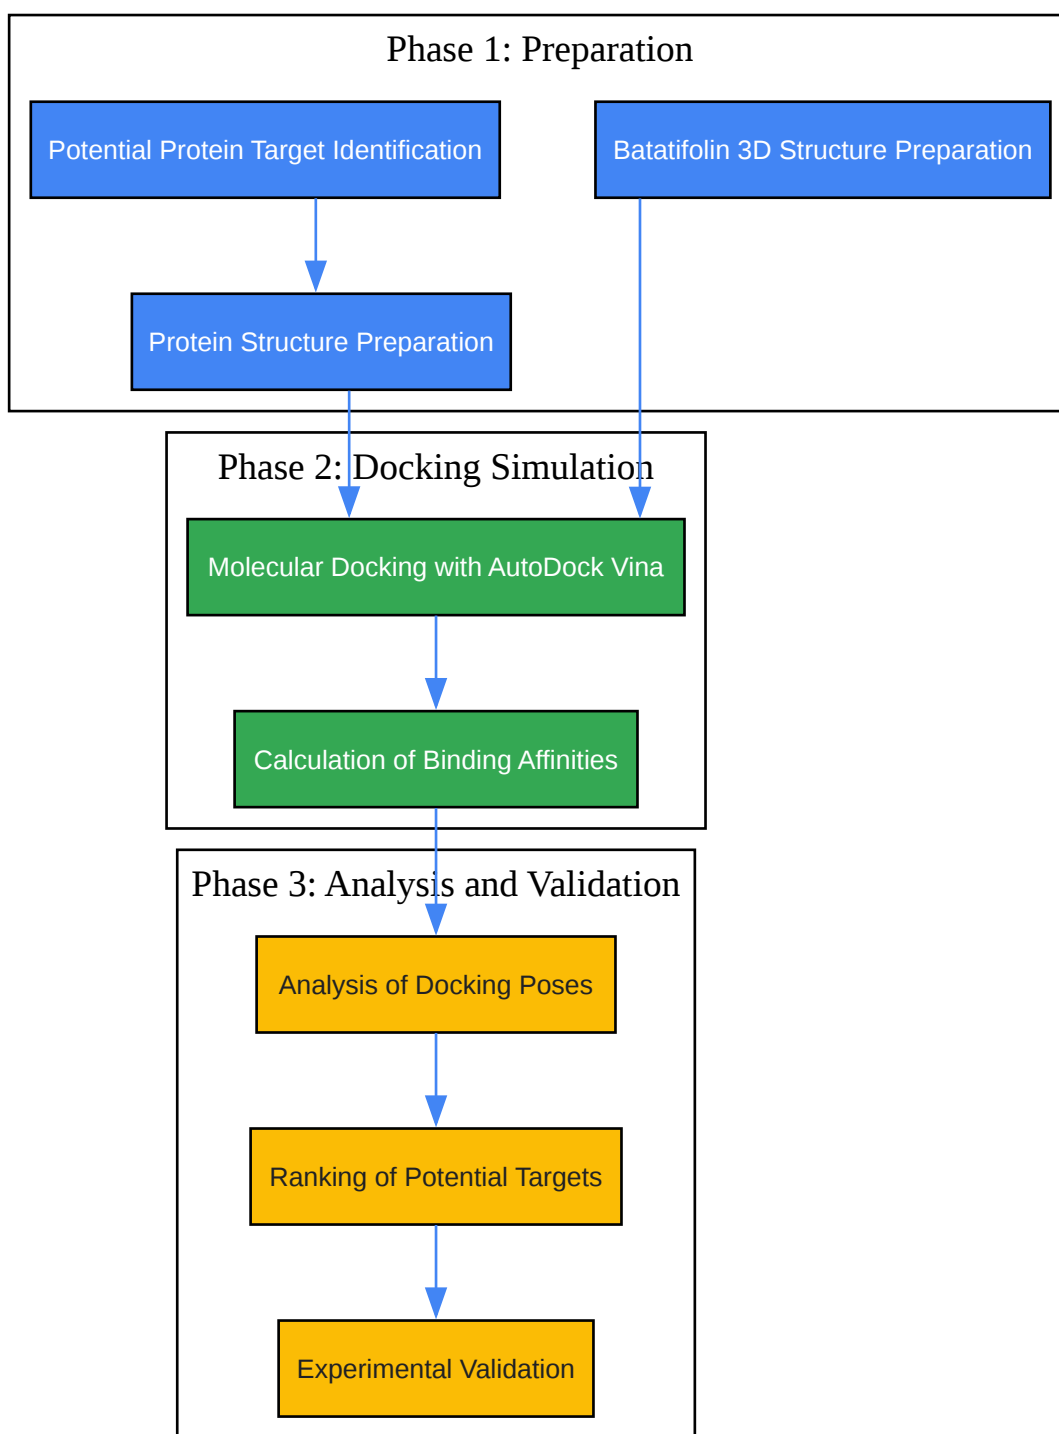 Phase 1: Preparation
Potential Protein Target Identification
Batatifolin 3D Structure Preparation
Protein Structure Preparation
Phase 2: Docking Simulation
Molecular Docking with AutoDock Vina
Calculation of Binding Affinities
Phase 3: Analysis and Validation
Analysis of Docking Poses
Ranking of Potential Targets
Experimental Validation